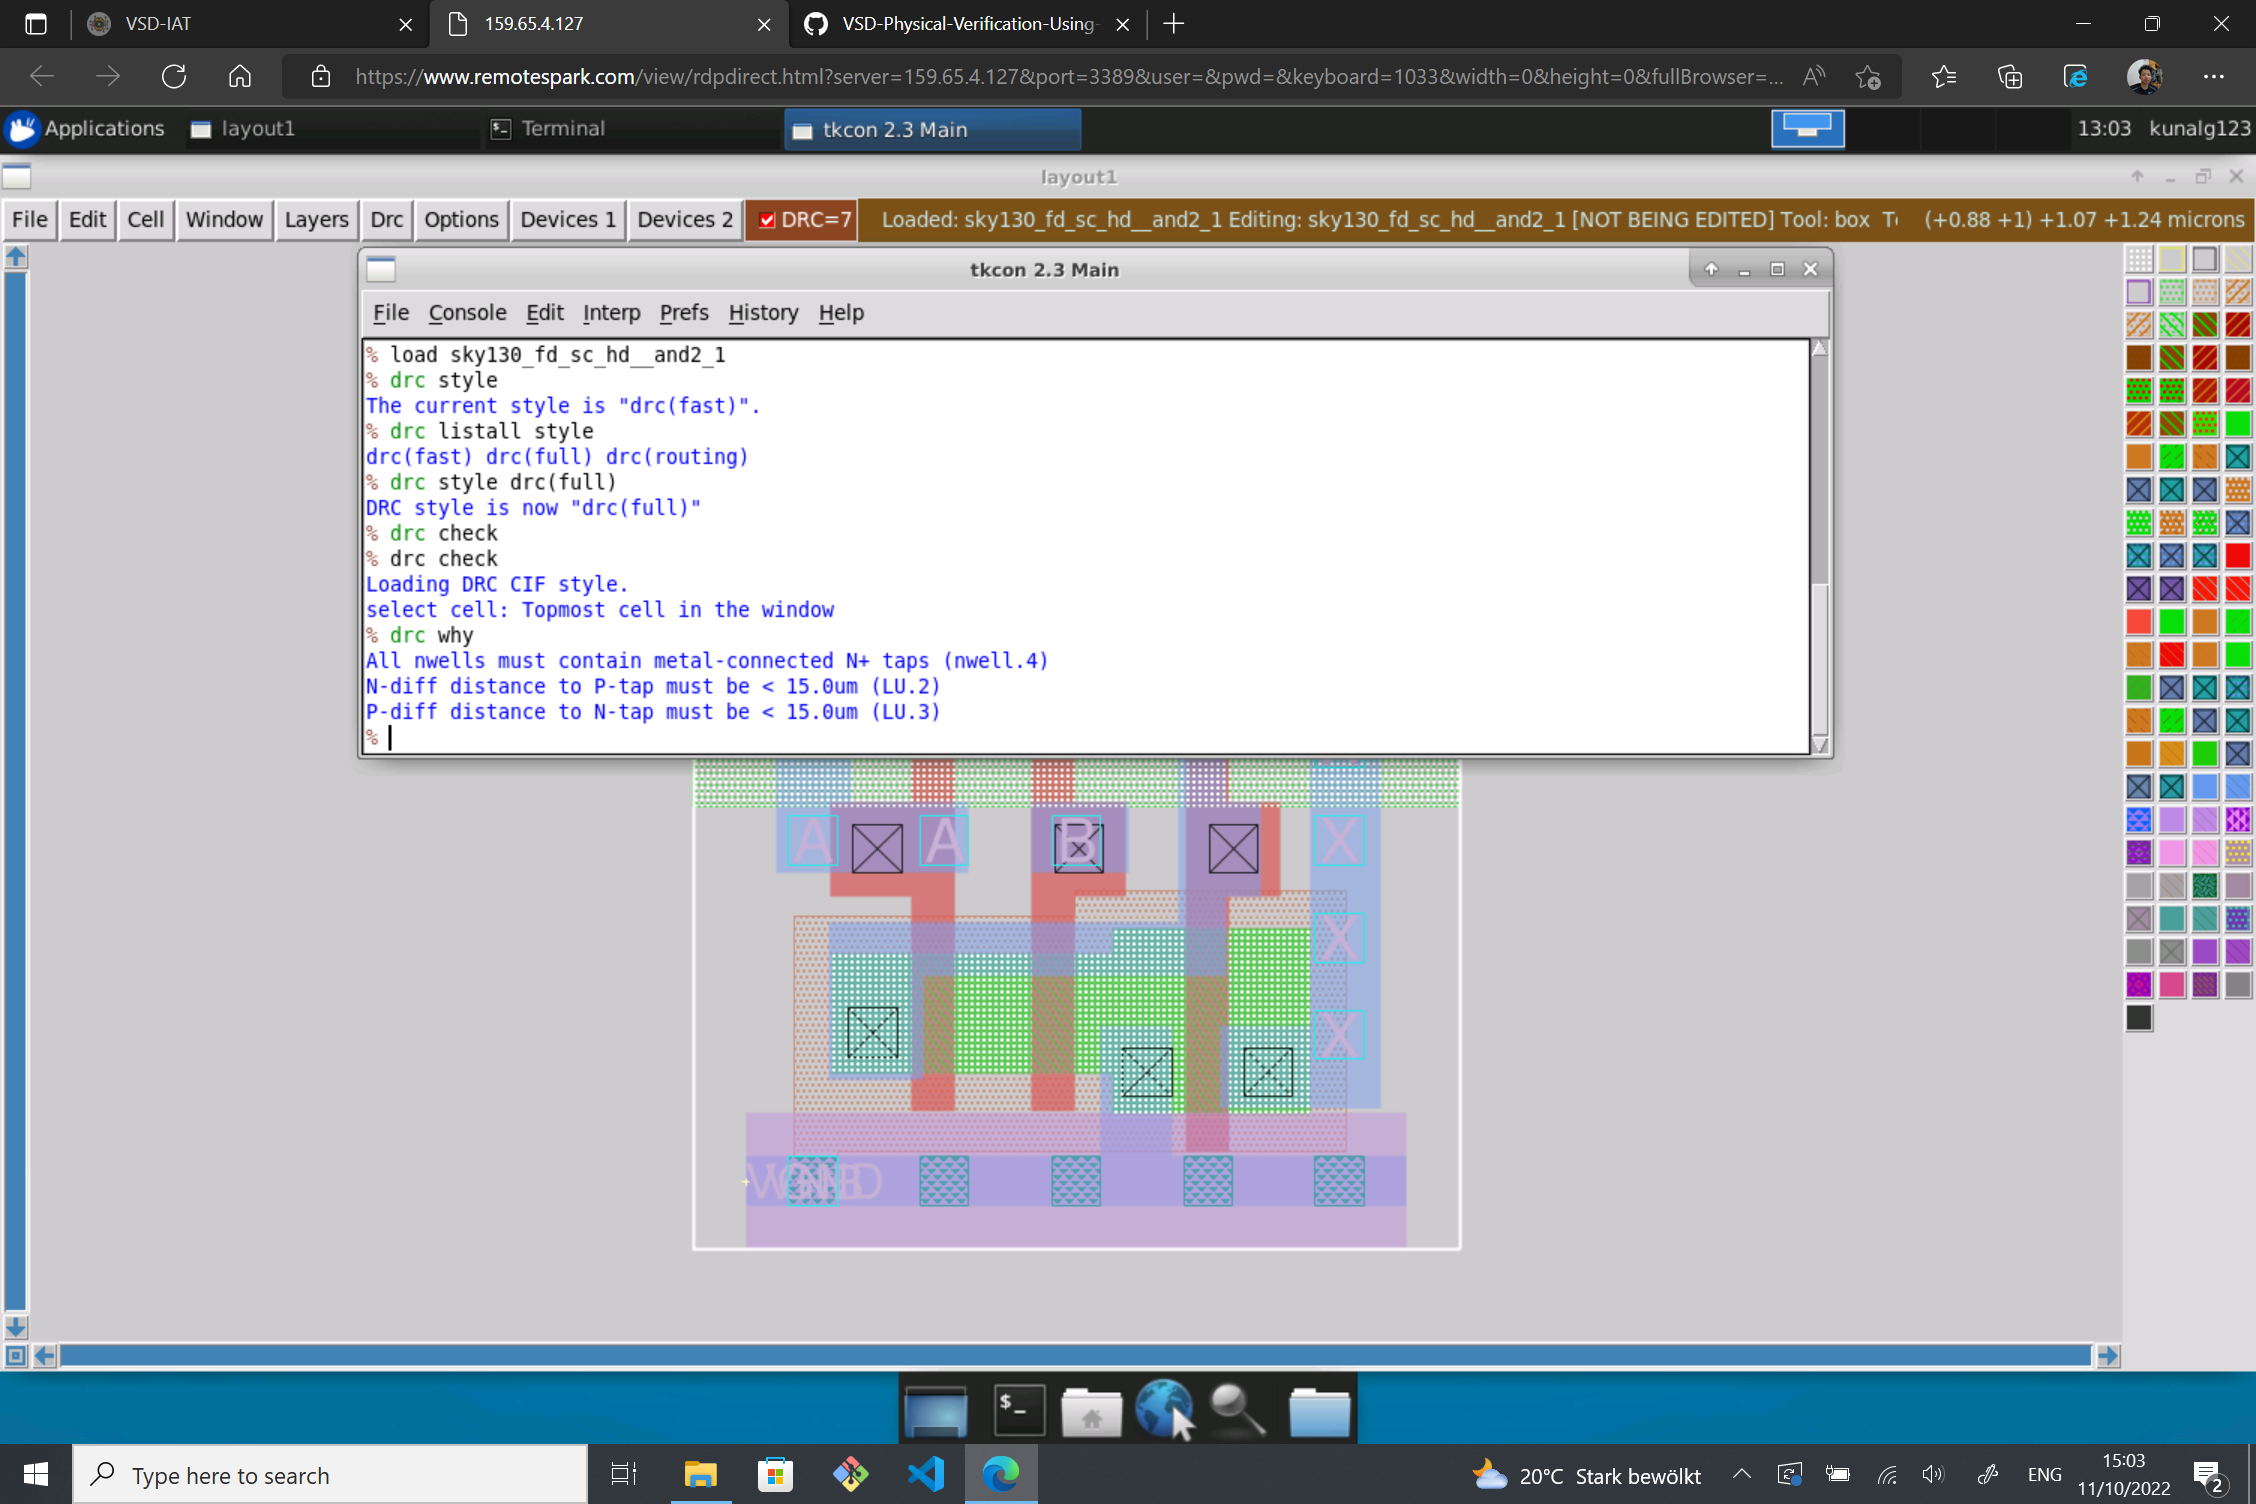 VSD-IAT
159.65.4.127
VSD-Physical-Verification-Using-
https://www.remotespark.com/view/rdpdirect.html?server=159.65.4.127&port=3389&user=&pwd=&keyboard=1033&width=0&height=0&fullBrowser=...
Applications
layout1
Terminal
tkcon 2.3 Main
13:03
kunalg123
layout1
File
Edit
Cell
Window
Layers
Drc
Options
Devices 1
Devices 2
DRC=7
Loaded: sky130_fd_sc_hd__and2_1 Editing: sky130_fd_sc_hd__and2_1 [NOT BEING EDITED] Tool: box
(+0.88 +1) +1.07 +1.24 microns
tkcon 2.3 Main
File Console Edit Interp Prefs History Help
% load sky130_fd_sc_hd__and2_1
% drc style
The current style is "drc(fast)".
% drc listall style
drc(fast) drc(full) drc(routing)
% drc style drc(full)
DRC style is now "drc(full)"
% drc check
% drc check
Loading DRC CIF style.
select cell: Topmost cell in the window
% drc why
All nwells must contain metal-connected N+ taps (nwell.4)
N-diff distance to P-tap must be < 15.0um (LU.2)
P-diff distance to N-tap must be < 15.0um (LU.3)
%
A A B X
X
X
$_
Type here to search
20°C Stark bewölkt
ENG
15:03
11/10/2022
2